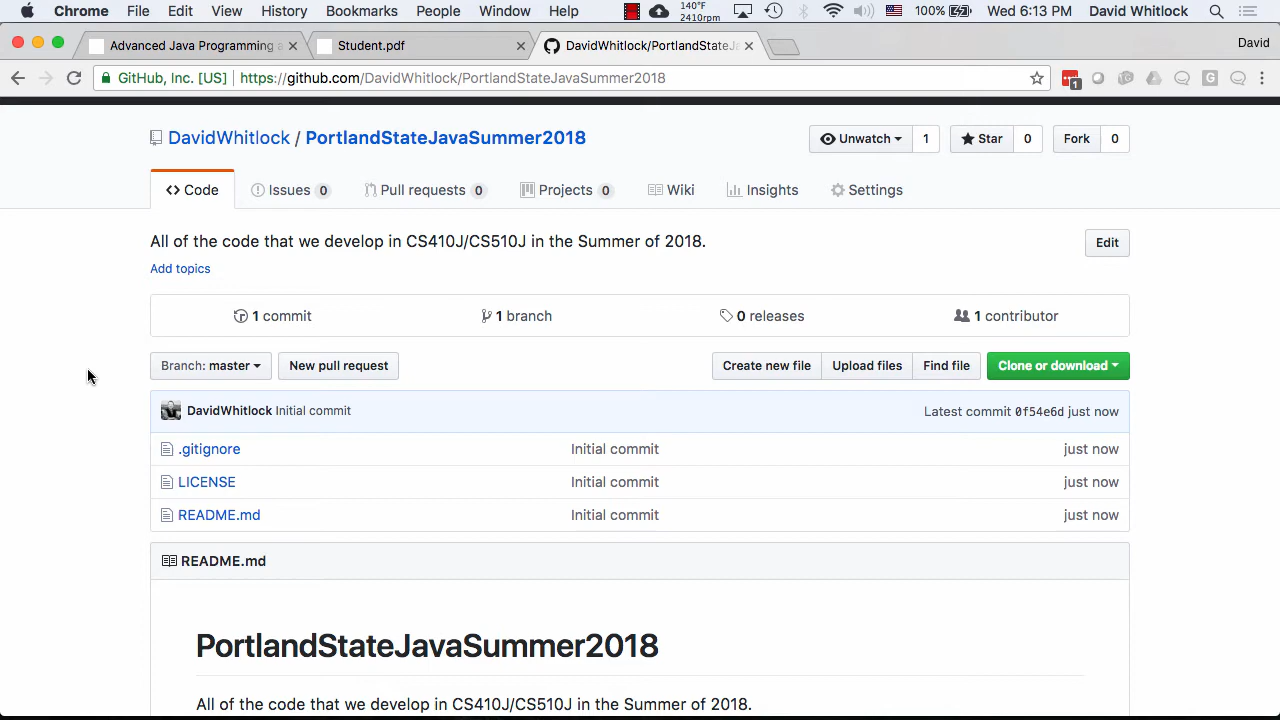 Chrome File Edit View History Bookmarks People Window Help 140°F 2410rpm 100% Wed 6:13 PM David Whitlock
Advanced Java Programming a Student.pdf DavidWhitlock/PortlandStateJa David
GitHub, Inc. [US] https://github.com/DavidWhitlock/PortlandStateJavaSummer2018 1 G
DavidWhitlock / PortlandStateJavaSummer2018 Unwatch 1 Star 0 Fork 0
Code Issues 0 Pull requests 0 Projects 0 Wiki Insights Settings
All of the code that we develop in CS410J/CS510J in the Summer of 2018. Edit
Add topics
1 commit 1 branch 0 releases 1 contributor
Branch: master New pull request Create new file Upload files Find file Clone or download
DavidWhitlock Initial commit Latest commit 0f54e6d just now
.gitignore Initial commit just now
LICENSE Initial commit just now
README.md Initial commit just now
README.md
PortlandStateJavaSummer2018
All of the code that we develop in CS410J/CS510J in the Summer of 2018.